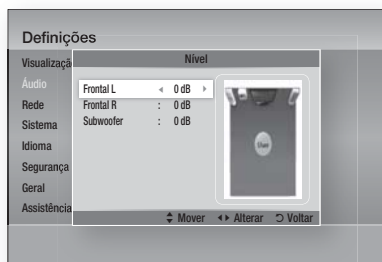 Definições
Visualizaçã
Áudio
Rede
Sistema
Idioma
Segurança
Geral
Assistência
Nível
Frontal L ◀ 0 dB ▶
Frontal R : 0 dB
Subwoofer : 0 dB
Mover Alterar Voltar